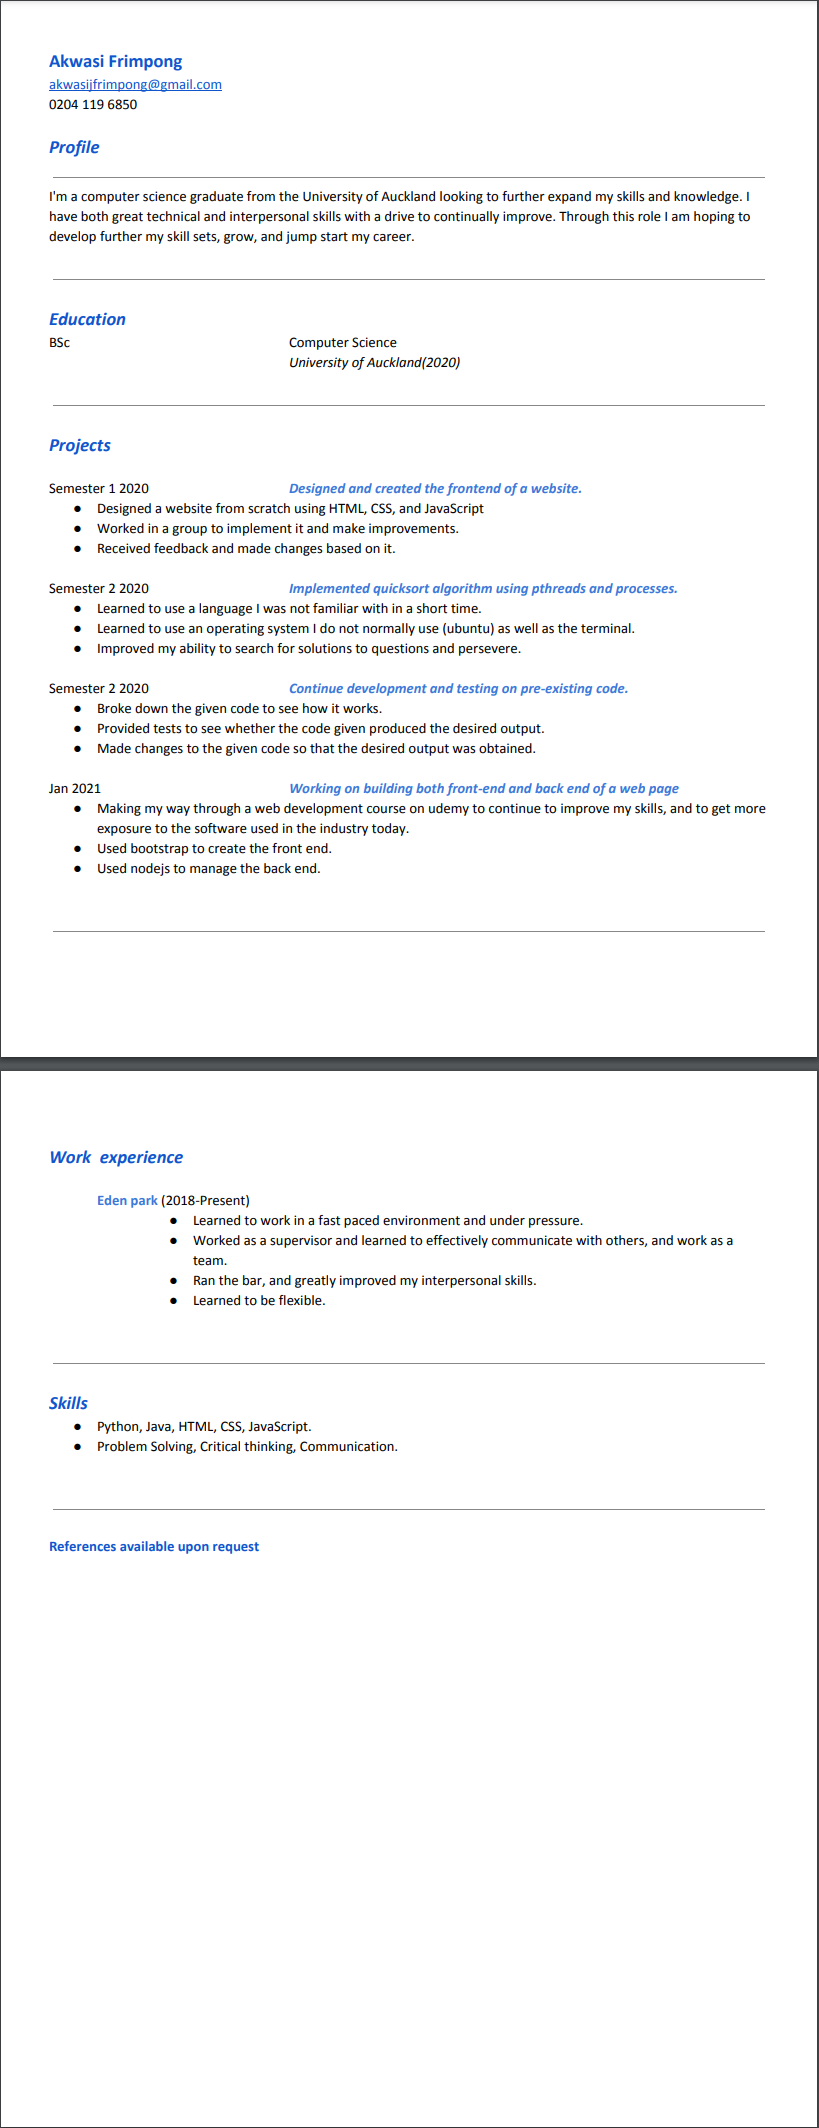 Akwasi Frimpong
akwasijfrimpong@gmail.com
0204 119 6850
Profile
I'm a computer science graduate from the University of Auckland looking to further expand my skills and knowledge. I
have both great technical and interpersonal skills with a drive to continually improve. Through this role I am hoping to
develop further my skill sets, grow, and jump start my career.
Education
BSc Computer Science
University of Auckland(2020)
Projects
Semester 1 2020 Designed and created the frontend of a website.
● Designed a website from scratch using HTML, CSS, and JavaScript
● Worked in a group to implement it and make improvements.
● Received feedback and made changes based on it.
Semester 2 2020 Implemented quicksort algorithm using pthreads and processes.
● Learned to use a language I was not familiar with in a short time.
● Learned to use an operating system I do not normally use (ubuntu) as well as the terminal.
● Improved my ability to search for solutions to questions and persevere.
Semester 2 2020 Continue development and testing on pre-existing code.
● Broke down the given code to see how it works.
● Provided tests to see whether the code given produced the desired output.
● Made changes to the given code so that the desired output was obtained.
Jan 2021 Working on building both front-end and back end of a web page
● Making my way through a web development course on udemy to continue to improve my skills, and to get more
exposure to the software used in the industry today.
● Used bootstrap to create the front end.
● Used nodejs to manage the back end.
Work experience
Eden park (2018-Present)
● Learned to work in a fast paced environment and under pressure.
● Worked as a supervisor and learned to effectively communicate with others, and work as a
team.
● Ran the bar, and greatly improved my interpersonal skills.
● Learned to be flexible.
Skills
● Python, Java, HTML, CSS, JavaScript.
● Problem Solving, Critical thinking, Communication.
References available upon request